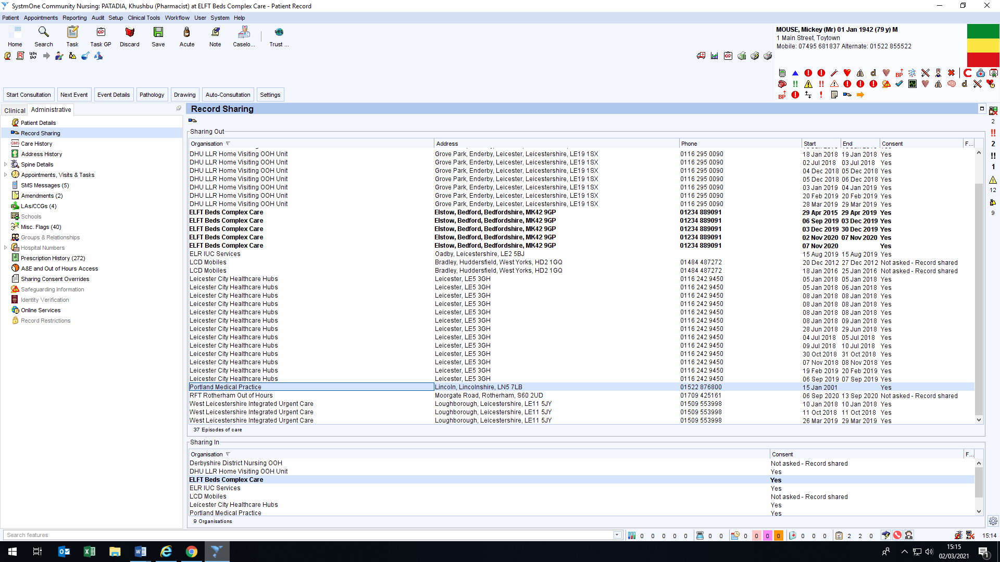 SystmOne Community Nursing: PATADIA, Khushbu (Pharmacist) at ELFT Beds Complex Care - Patient Record
Patient Appointments Reporting Audit Setup Clinical Tools Workflow User System Help
Home Search Task Task GP Discard Save Acute Note Caselo... Trust ...
MOUSE, Mickey (Mr) 01 Jan 1942 (79 y) M
1 Main Street, Toytown
Mobile: 07495 681837 Alternate: 01522 855522
Start Consultation Next Event Event Details Pathology Drawing Auto-Consultation Settings
Clinical Administrative
Patient Details
Record Sharing
Care History
Address History
Spine Details
Appointments, Visits & Tasks
SMS Messages (5)
Amendments (2)
LAs/CCGs (4)
Schools
Misc. Flags (40)
Groups & Relationships
Hospital Numbers
Prescription History (272)
A&E and Out of Hours Access
Sharing Consent Overrides
Safeguarding Information
Identity Verification
Online Services
Record Restrictions
Record Sharing
Sharing Out
Organisation Address Phone Start End Consent F...
DHU LLR Home Visiting OOH Unit Grove Park, Enderby, Leicester, Leicestershire, LE19 1SX 0116 295 0090 18 Jan 2018 19 Jan 2018 Yes
DHU LLR Home Visiting OOH Unit Grove Park, Enderby, Leicester, Leicestershire, LE19 1SX 0116 295 0090 02 Jul 2018 03 Jul 2018 Yes
DHU LLR Home Visiting OOH Unit Grove Park, Enderby, Leicester, Leicestershire, LE19 1SX 0116 295 0090 04 Dec 2018 05 Dec 2018 Yes
DHU LLR Home Visiting OOH Unit Grove Park, Enderby, Leicester, Leicestershire, LE19 1SX 0116 295 0090 05 Dec 2018 06 Dec 2018 Yes
DHU LLR Home Visiting OOH Unit Grove Park, Enderby, Leicester, Leicestershire, LE19 1SX 0116 295 0090 03 Jan 2019 04 Jan 2019 Yes
DHU LLR Home Visiting OOH Unit Grove Park, Enderby, Leicester, Leicestershire, LE19 1SX 0116 295 0090 20 Feb 2019 20 Feb 2019 Yes
DHU LLR Home Visiting OOH Unit Grove Park, Enderby, Leicester, Leicestershire, LE19 1SX 0116 295 0090 28 Mar 2019 29 Mar 2019 Yes
ELFT Beds Complex Care Elstow, Bedford, Bedfordshire, MK42 9GP 01234 889091 29 Apr 2015 29 Apr 2019 Yes
ELFT Beds Complex Care Elstow, Bedford, Bedfordshire, MK42 9GP 01234 889091 06 Sep 2019 03 Dec 2019 Yes
ELFT Beds Complex Care Elstow, Bedford, Bedfordshire, MK42 9GP 01234 889091 03 Dec 2019 30 Dec 2019 Yes
ELFT Beds Complex Care Elstow, Bedford, Bedfordshire, MK42 9GP 01234 889091 02 Nov 2020 07 Nov 2020 Yes
ELFT Beds Complex Care Elstow, Bedford, Bedfordshire, MK42 9GP 01234 889091 07 Nov 2020 Yes
ELR IUC Services Oadby, Leicestershire, LE2 5BJ 15 Aug 2019 15 Aug 2019 Yes
LCD Mobiles Bradley, Huddersfield, West Yorks, HD2 1GQ 01484 487272 20 Dec 2012 27 Dec 2012 Not asked - Record shared
LCD Mobiles Bradley, Huddersfield, West Yorks, HD2 1GQ 01484 487272 18 Jan 2016 25 Jan 2016 Not asked - Record shared
Leicester City Healthcare Hubs Leicester, LE5 3GH 0116 242 9450 05 Jan 2018 05 Jan 2018 Yes
Leicester City Healthcare Hubs Leicester, LE5 3GH 0116 242 9450 05 Jan 2018 06 Jan 2018 Yes
Leicester City Healthcare Hubs Leicester, LE5 3GH 0116 242 9450 08 Jan 2018 08 Jan 2018 Yes
Leicester City Healthcare Hubs Leicester, LE5 3GH 0116 242 9450 08 Jan 2018 08 Jan 2018 Yes
Leicester City Healthcare Hubs Leicester, LE5 3GH 0116 242 9450 08 Jan 2018 08 Jan 2018 Yes
Leicester City Healthcare Hubs Leicester, LE5 3GH 0116 242 9450 08 Jan 2018 09 Jan 2018 Yes
Leicester City Healthcare Hubs Leicester, LE5 3GH 0116 242 9450 28 Jun 2018 29 Jun 2018 Yes
Leicester City Healthcare Hubs Leicester, LE5 3GH 0116 242 9450 04 Jul 2018 05 Jul 2018 Yes
Leicester City Healthcare Hubs Leicester, LE5 3GH 0116 242 9450 09 Jul 2018 10 Jul 2018 Yes
Leicester City Healthcare Hubs Leicester, LE5 3GH 0116 242 9450 30 Oct 2018 31 Oct 2018 Yes
Leicester City Healthcare Hubs Leicester, LE5 3GH 0116 242 9450 07 Nov 2018 08 Nov 2018 Yes
Leicester City Healthcare Hubs Leicester, LE5 3GH 0116 242 9450 19 Feb 2019 20 Feb 2019 Yes
Leicester City Healthcare Hubs Leicester, LE5 3GH 0116 242 9450 06 Sep 2019 07 Sep 2019 Yes
Portland Medical Practice Lincoln, Lincolnshire, LN5 7LB 01522 876800 15 Jan 2001 Yes
RFT Rotherham Out of Hours Moorgate Road, Rotherham, S60 2UD 01709 425161 06 Sep 2020 13 Sep 2020 Not asked - Record shared
West Leicestershire Integrated Urgent Care Loughborough, Leicestershire, LE11 5JY 01509 553998 10 Jan 2018 10 Jan 2018 Yes
West Leicestershire Integrated Urgent Care Loughborough, Leicestershire, LE11 5JY 01509 553998 11 Oct 2018 11 Oct 2018 Yes
West Leicestershire Integrated Urgent Care Loughborough, Leicestershire, LE11 5JY 01509 553998 26 Mar 2019 29 Mar 2019 Yes
37 Episodes of care
Sharing In
Organisation Consent F...
Derbyshire District Nursing OOH Not asked - Record shared
DHU LLR Home Visiting OOH Unit Yes
ELFT Beds Complex Care Yes
ELR IUC Services Yes
LCD Mobiles Not asked - Record shared
Leicester City Healthcare Hubs Yes
Portland Medical Practice Yes
9 Organisations
2
2
1
12
9
Search features
0 0 0 0 0 0 0 0 0 0 0 0 0 0 2 2 0 15:14
15:15
02/03/2021
1